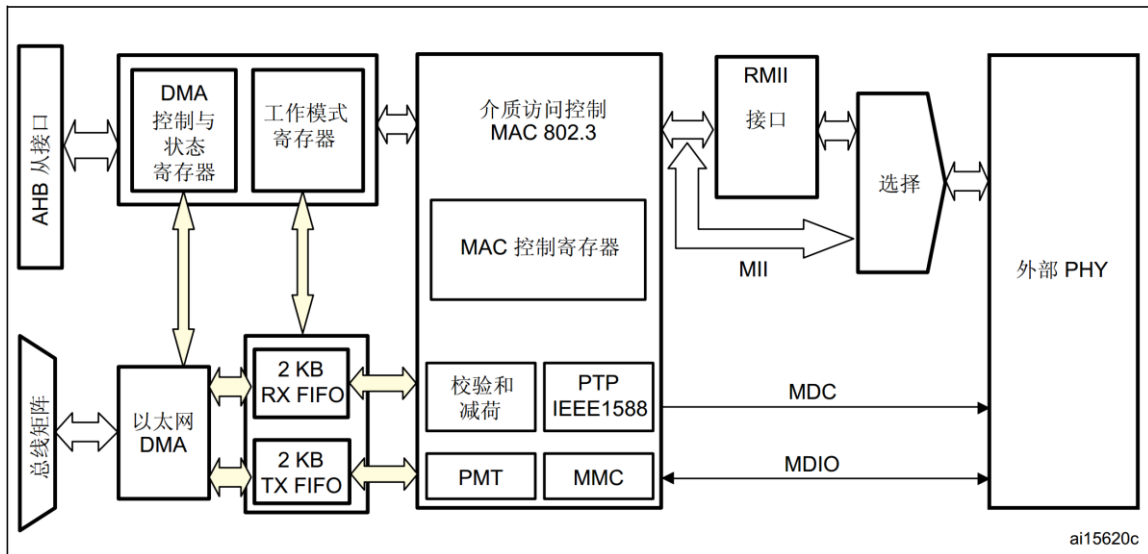 AHB 从接口
DMA
控制与
状态
寄存器
工作模式
寄存器
介质访问控制
MAC 802.3
MAC 控制寄存器
RMII
接口
选择
MII
外部 PHY
总线矩阵
以太网
DMA
2 KB
RX FIFO
2 KB
TX FIFO
校验和
减荷
PTP
IEEE1588
PMT
MMC
MDC
MDIO
ai15620c